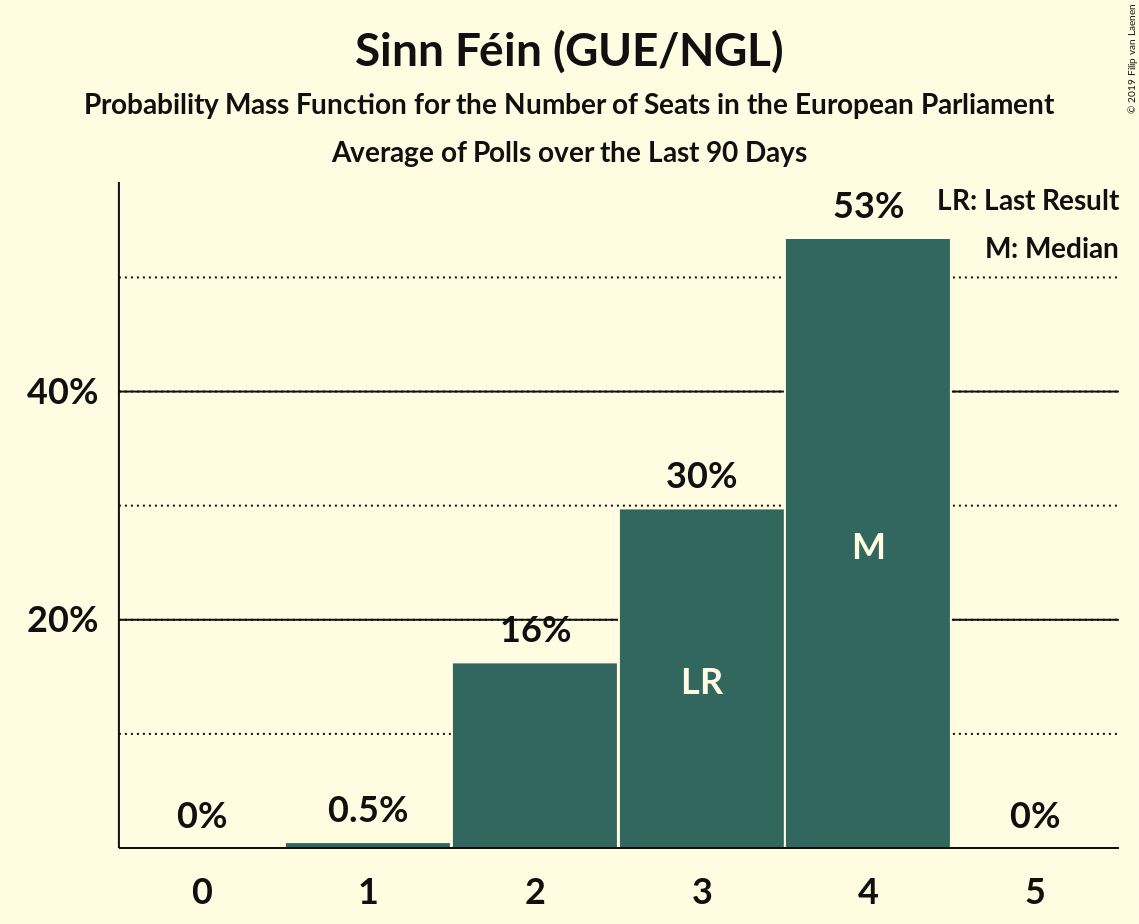 Sinn Féin (GUE/NGL)
Probability Mass Function for the Number of Seats in the European Parliament
Average of Polls over the Last 90 Days
© 2019 Filip van Laenen
LR: Last Result
M: Median
53%
40%
30%
M
20%
16%
LR
0%
0.5%
0%
0 1 2 3 4 5